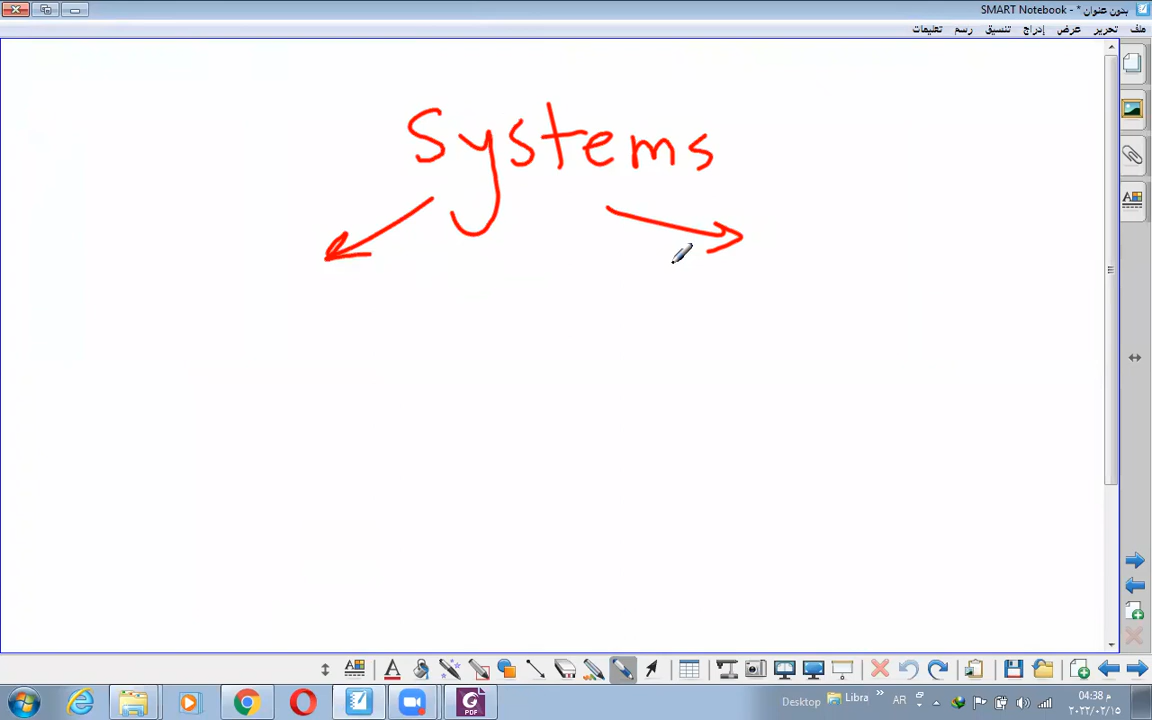 SMART Notebook - * بدون عنوان
ملف تحرير عرض إدراج تنسيق رسم تعليمات
Systems
Desktop Libra » AR 04:38 م
٢٠٢٢/٠٢/١٥